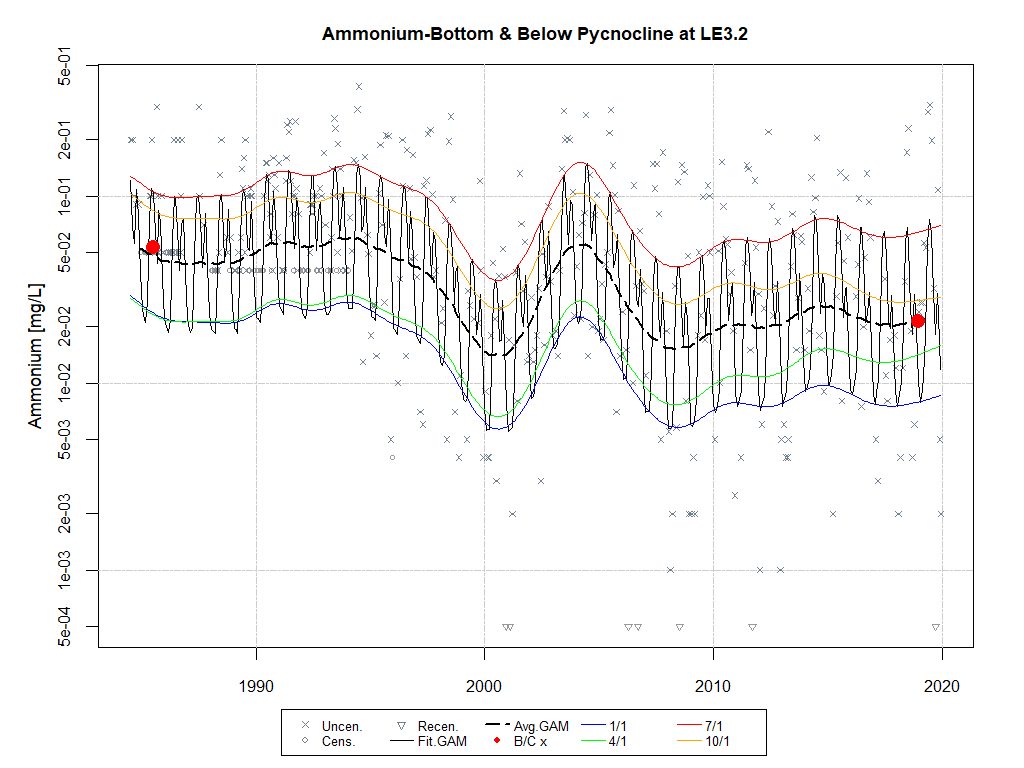 Ammonium-Bottom & Below Pycnocline at LE3.2
Ammonium [mg/L]
5e-01
2e-01
1e-01
5e-02
2e-02
1e-02
5e-03
2e-03
1e-03
5e-04
1990 2000 2010 2020
Uncen. Recen. Avg.GAM 1/1 7/1
Cens. Fit.GAM B/C x 4/1 10/1